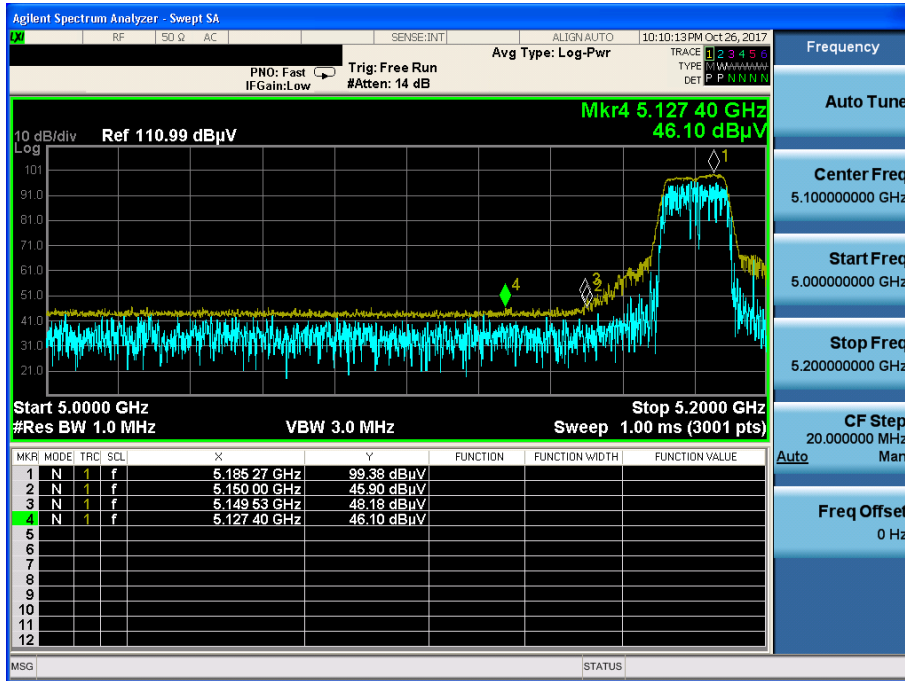 Agilent Spectrum Analyzer - Swept SA
LXI RF 50 Ω AC SENSE:INT ALIGN AUTO 10:10:13 PM Oct 26, 2017
Avg Type: Log-Pwr TRACE 1 2 3 4 5 6
PNO: Fast Trig: Free Run TYPE M W
IFGain:Low #Atten: 14 dB DET P P N N N N
Mkr4 5.127 40 GHz
46.10 dBµV
10 dB/div Ref 110.99 dBµV
Log
101
91.0
81.0
71.0
61.0
51.0
41.0
31.0
21.0
1
2
3
4
Start 5.0000 GHz Stop 5.2000 GHz
#Res BW 1.0 MHz VBW 3.0 MHz Sweep 1.00 ms (3001 pts)
MKR MODE TRC SCL X Y FUNCTION FUNCTION WIDTH FUNCTION VALUE
1 N 1 f 5.185 27 GHz 99.38 dBµV
2 N 1 f 5.150 00 GHz 45.90 dBµV
3 N 1 f 5.149 53 GHz 48.18 dBµV
4 N 1 f 5.127 40 GHz 46.10 dBµV
5
6
7
8
9
10
11
12
MSG STATUS
Frequency
Auto Tune
Center Freq
5.100000000 GHz
Start Freq
5.000000000 GHz
Stop Freq
5.200000000 GHz
CF Step
20.000000 MHz
Auto Man
Freq Offset
0 Hz